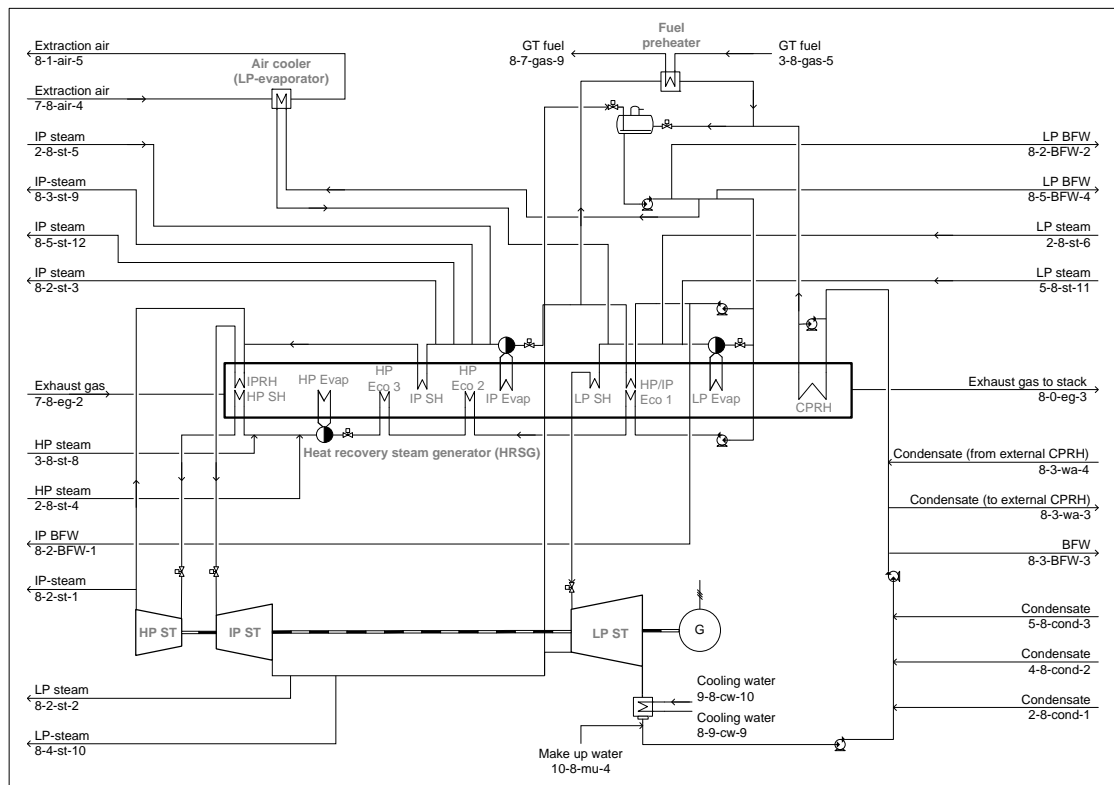 Extraction air
8-1-air-5
Extraction air
7-8-air-4
IP steam
2-8-st-5
IP-steam
8-3-st-9
IP steam
8-5-st-12
IP steam
8-2-st-3
Exhaust gas
7-8-eg-2
HP steam
3-8-st-8
HP steam
2-8-st-4
IP BFW
8-2-BFW-1
IP-steam
8-2-st-1
LP steam
8-2-st-2
LP-steam
8-4-st-10
Air cooler
(LP-evaporator)
GT fuel
8-7-gas-9
Fuel
preheater
GT fuel
3-8-gas-5
IPRH
HP SH
HP Evap
HP
Eco 3
IP SH
HP
Eco 2
IP Evap
LP SH
HP/IP
Eco 1
LP Evap
CPRH
Heat recovery steam generator (HRSG)
HP ST
IP ST
LP ST
G
Cooling water
9-8-cw-10
Cooling water
8-9-cw-9
Make up water
10-8-mu-4
LP BFW
8-2-BFW-2
LP BFW
8-5-BFW-4
LP steam
2-8-st-6
LP steam
5-8-st-11
Exhaust gas to stack
8-0-eg-3
Condensate (from external CPRH)
8-3-wa-4
Condensate (to external CPRH)
8-3-wa-3
BFW
8-3-BFW-3
Condensate
5-8-cond-3
Condensate
4-8-cond-2
Condensate
2-8-cond-1